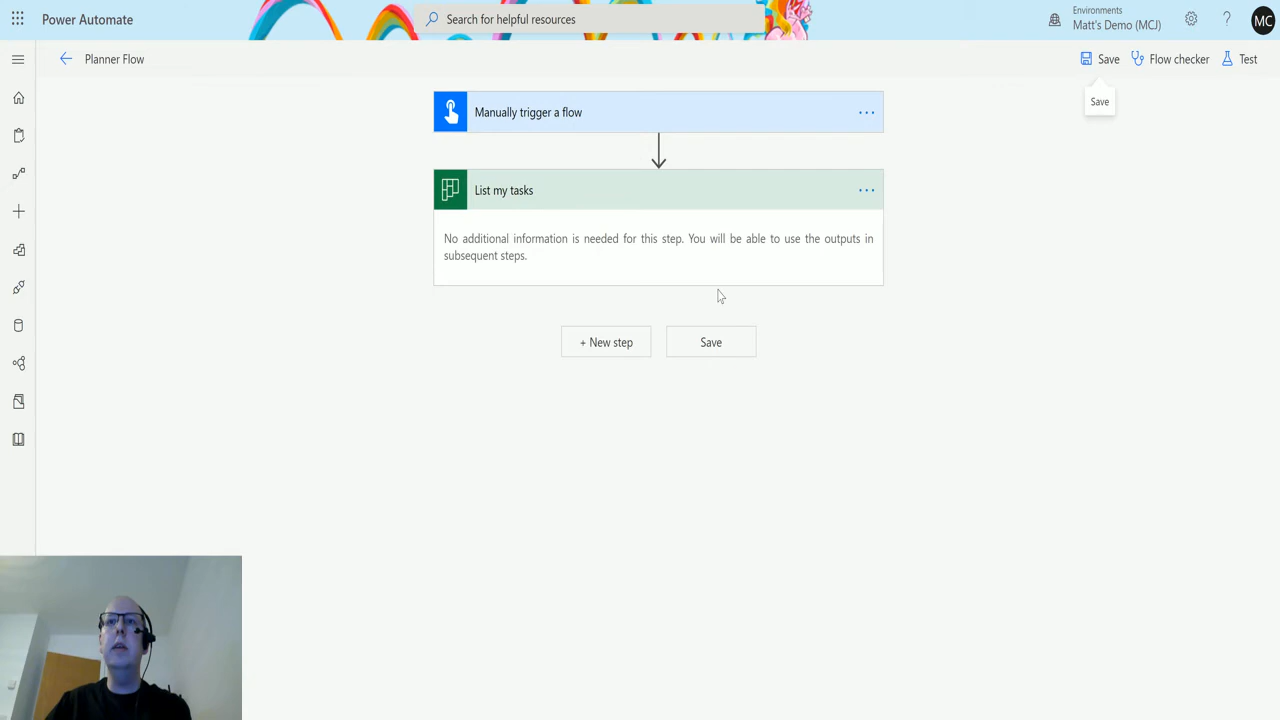 Power Automate
Search for helpful resources
Environments
Matt's Demo (MCJ)
?
MC
Planner Flow
Save
Flow checker
Test
Save
Manually trigger a flow
...
List my tasks
...
No additional information is needed for this step. You will be able to use the outputs in
subsequent steps.
+ New step
Save